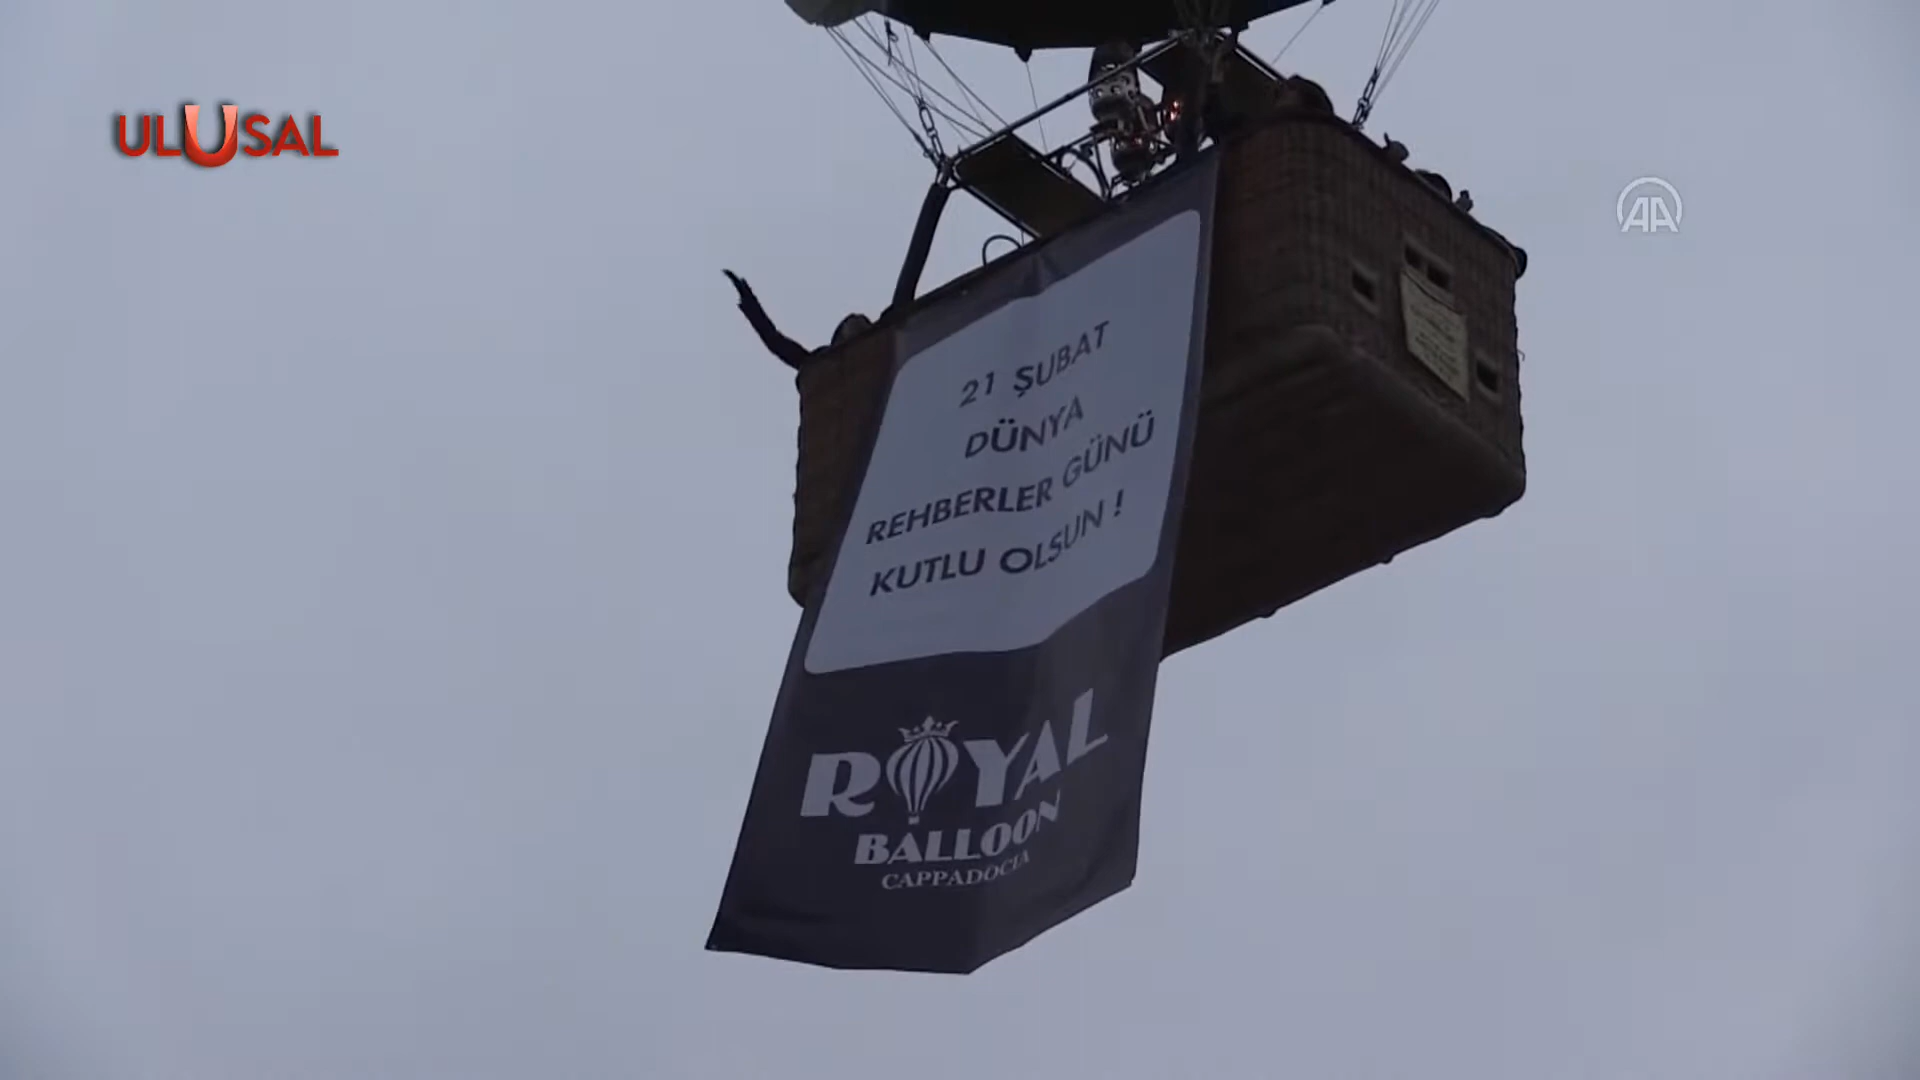 ULUSAL
AA
21 ŞUBAT
DÜNYA
REHBERLER GÜNÜ
KUTLU OLSUN !
ROYAL
BALLOON
CAPPADOCIA